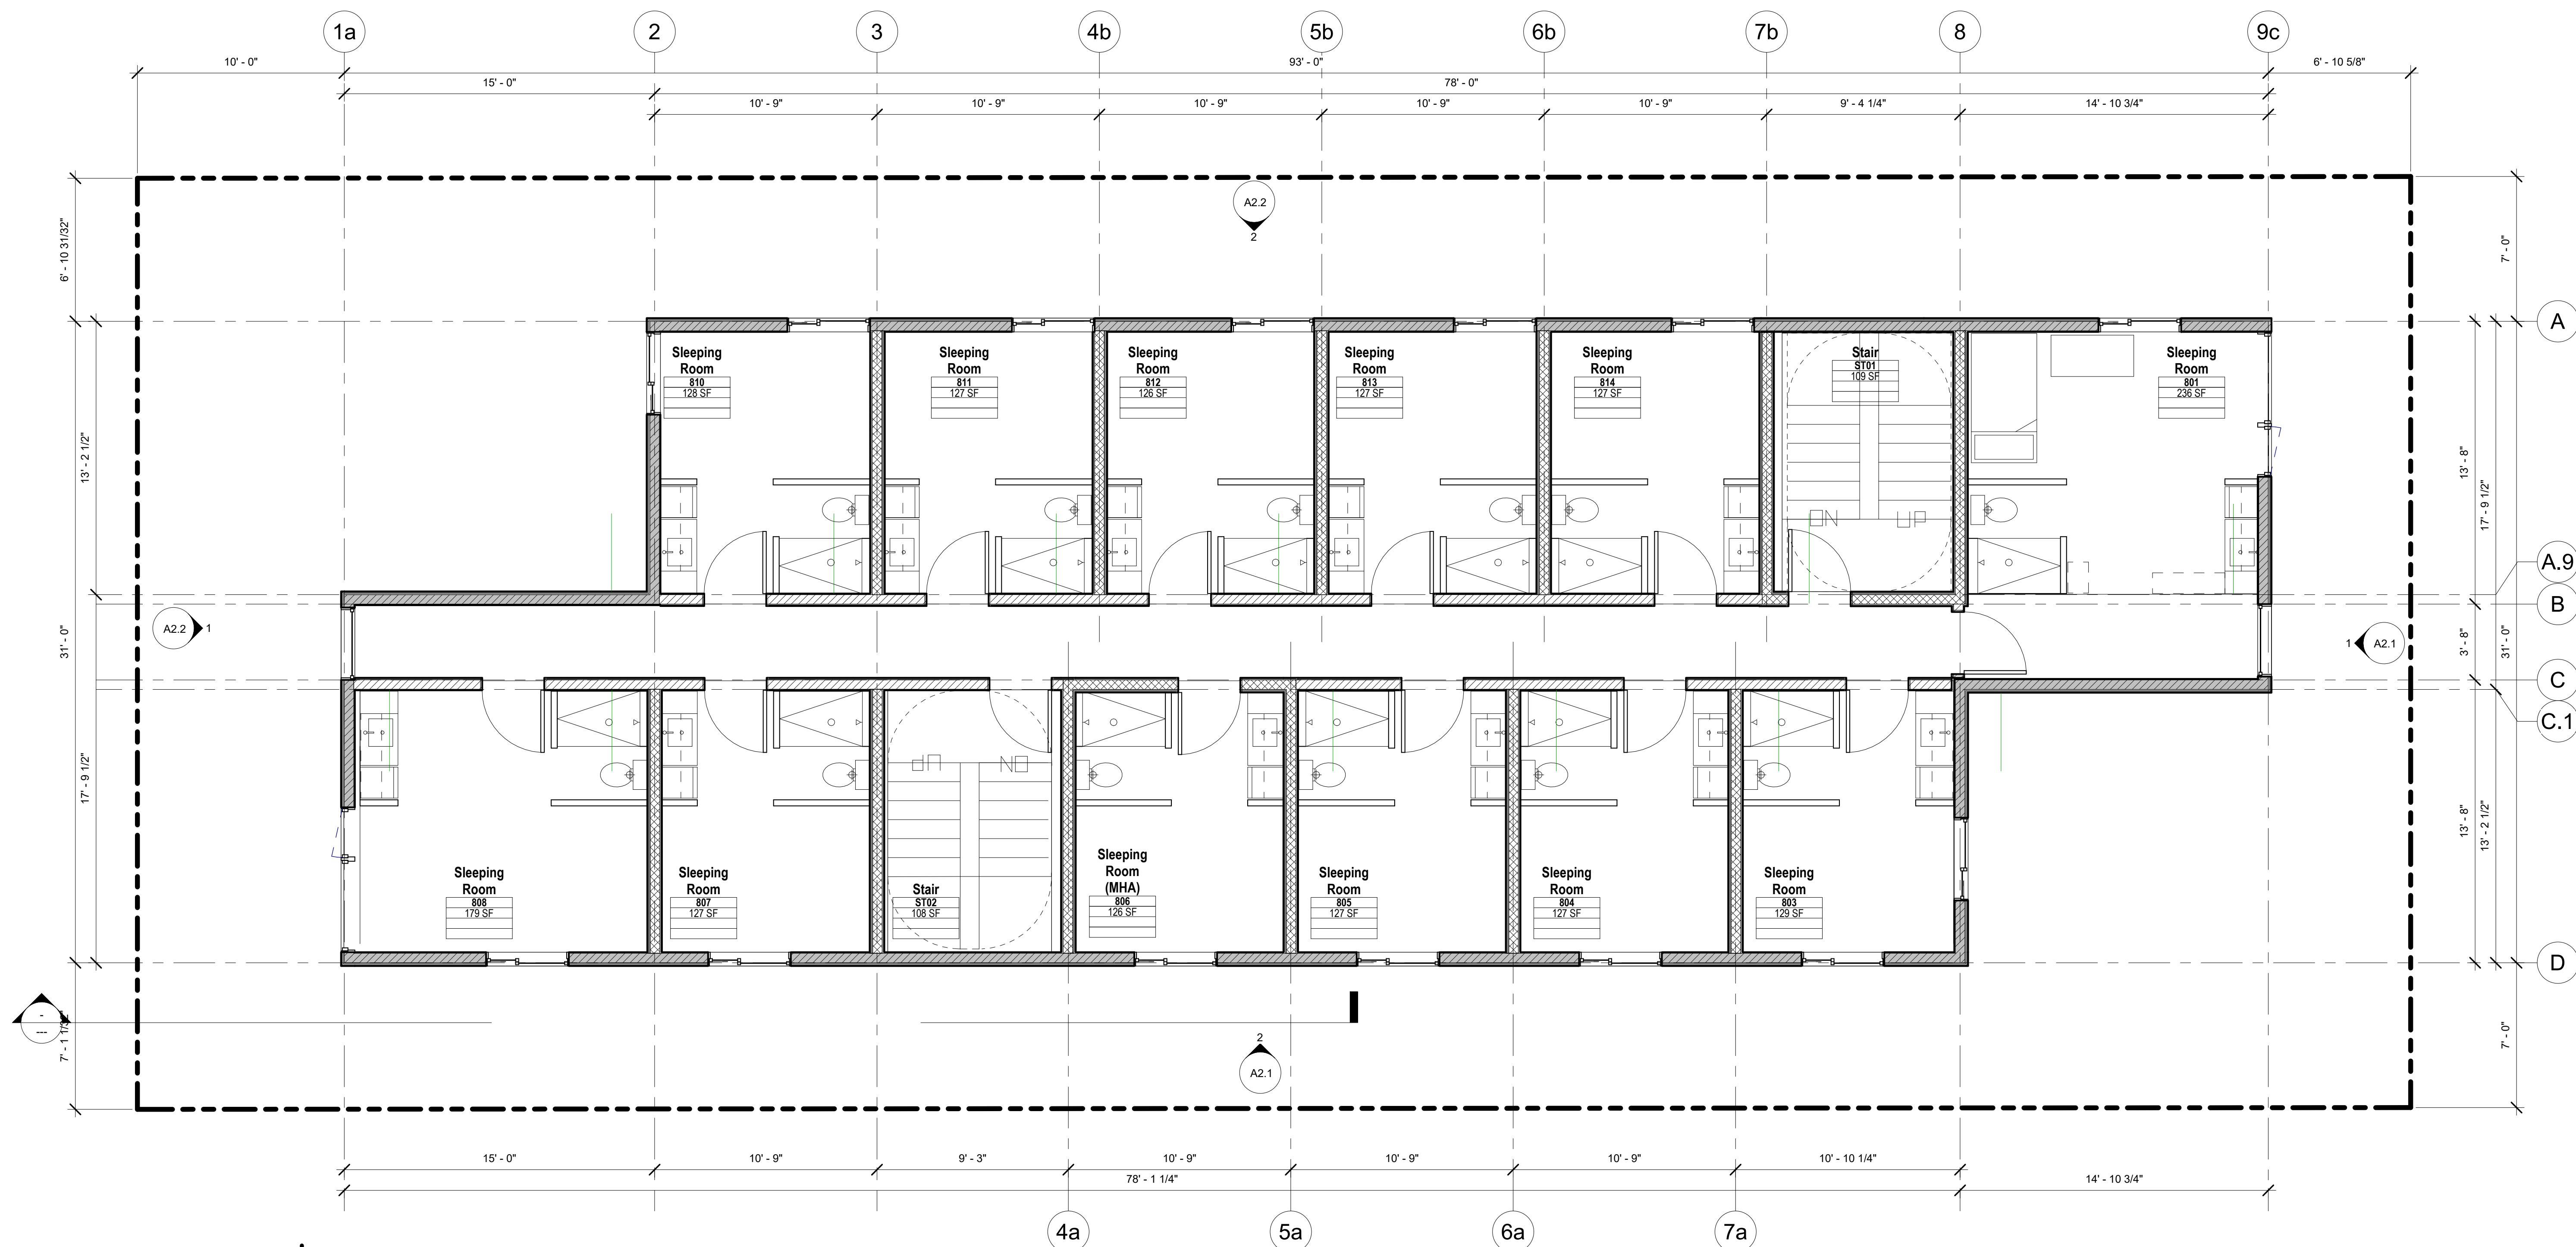 1a 2 3 4b 5b 6b 7b 8 9c
10' - 0" 93' - 0" 6' - 10 5/8"
15' - 0" 78' - 0"
10' - 9" 10' - 9" 10' - 9" 10' - 9" 10' - 9" 9' - 4 1/4" 14' - 10 3/4"
A2.2
2
6' - 10 31/32"
7' - 0"
A
Sleeping
Room
810
128 SF
Sleeping
Room
811
127 SF
Sleeping
Room
812
126 SF
Sleeping
Room
813
127 SF
Sleeping
Room
814
127 SF
Stair
ST01
109 SF
Sleeping
Room
801
236 SF
13' - 2 1/2"
13' - 8"
17' - 9 1/2"
DN UP
A.9
B
A2.2 1
1 A2.1
31' - 0"
3' - 8"
31' - 0"
C
C.1
UP DN
17' - 9 1/2"
13' - 8"
13' - 2 1/2"
Sleeping
Room
808
179 SF
Sleeping
Room
807
127 SF
Stair
ST02
108 SF
Sleeping
Room
(MHA)
806
126 SF
Sleeping
Room
805
127 SF
Sleeping
Room
804
127 SF
Sleeping
Room
803
129 SF
D
-
---
7' - 0"
2
A2.1
15' - 0" 10' - 9" 9' - 3" 10' - 9" 10' - 9" 10' - 9" 10' - 10 1/4"
78' - 1 1/4" 14' - 10 3/4"
4a 5a 6a 7a